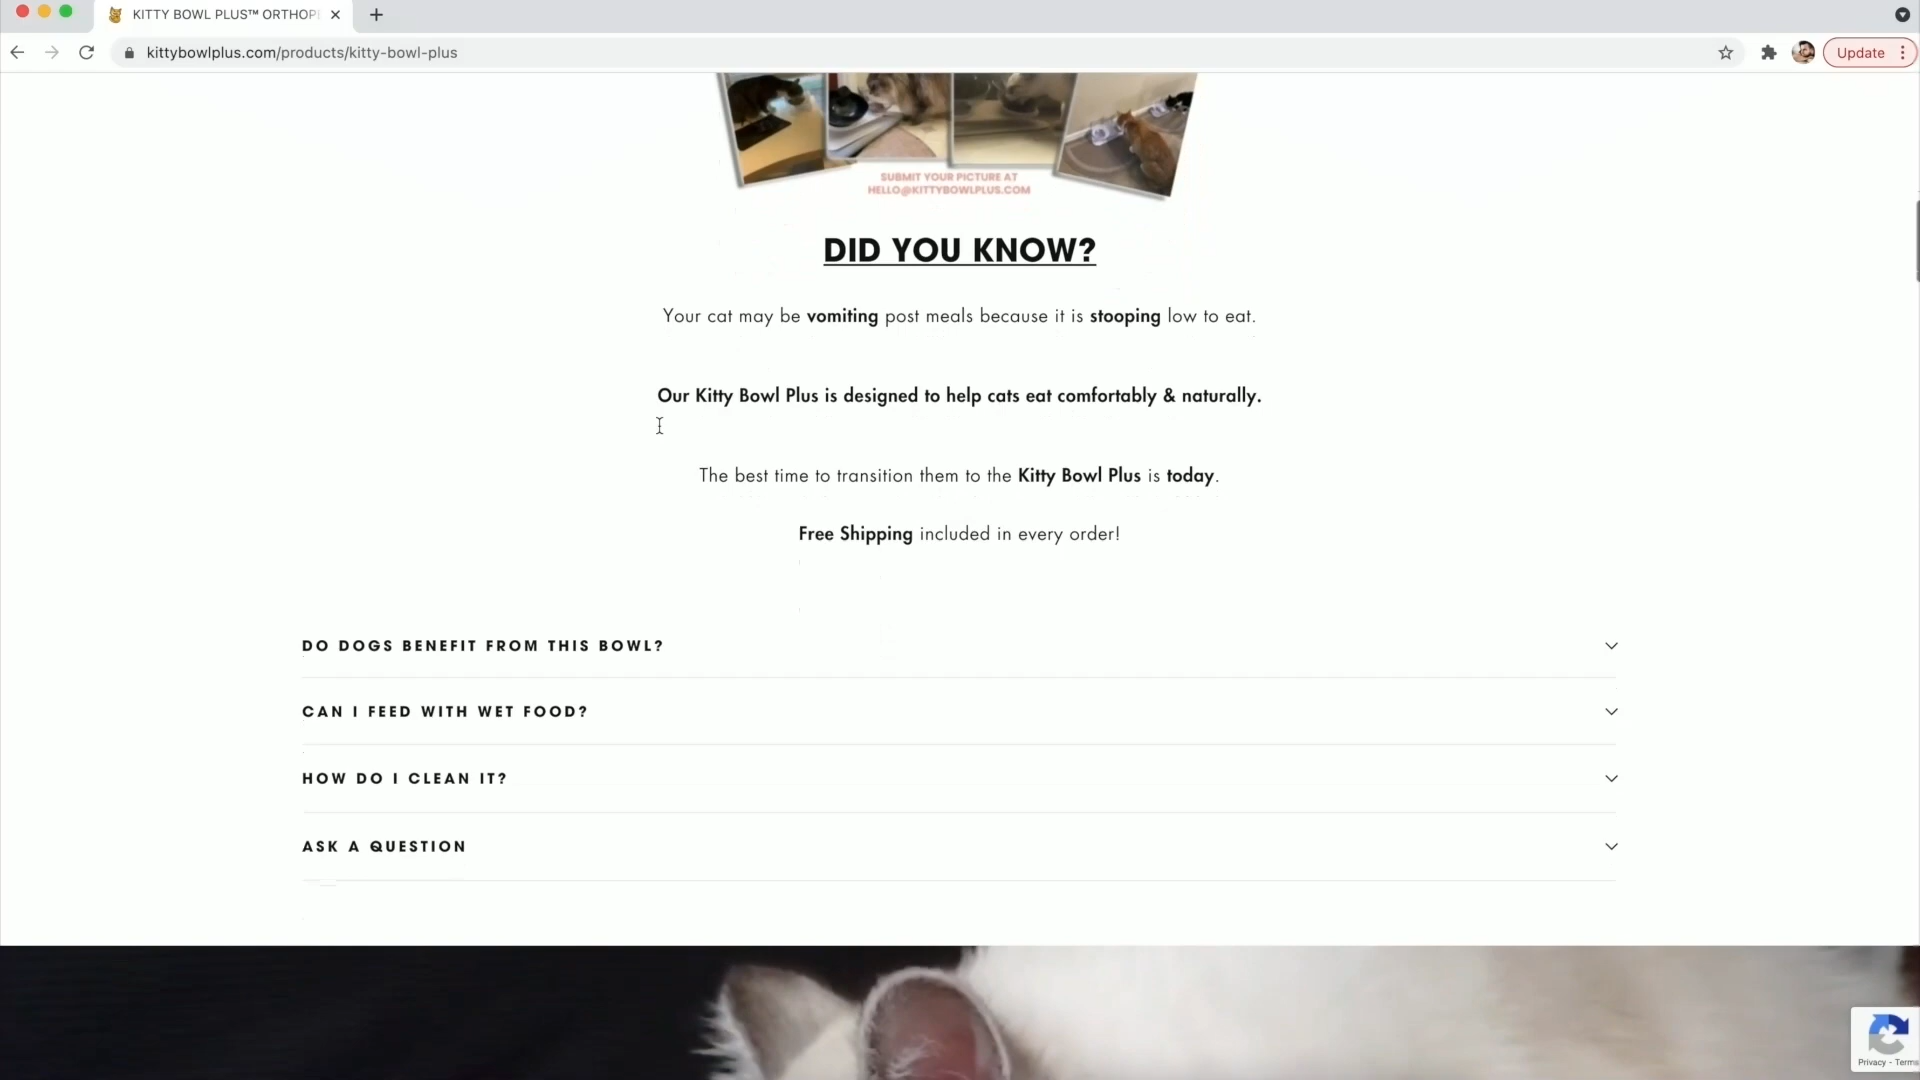 KITTY BOWL PLUS™ ORTHOP
kittybowlplus.com/products/kitty-bowl-plus
Update
SUBMIT YOUR PICTURE AT
HELLO@KITTYBOWLPLUS.COM
DID YOU KNOW?
Your cat may be vomiting post meals because it is stooping low to eat.
Our Kitty Bowl Plus is designed to help cats eat comfortably & naturally.
The best time to transition them to the Kitty Bowl Plus is today.
Free Shipping included in every order!
DO DOGS BENEFIT FROM THIS BOWL?
CAN I FEED WITH WET FOOD?
HOW DO I CLEAN IT?
ASK A QUESTION
Privacy - Terms